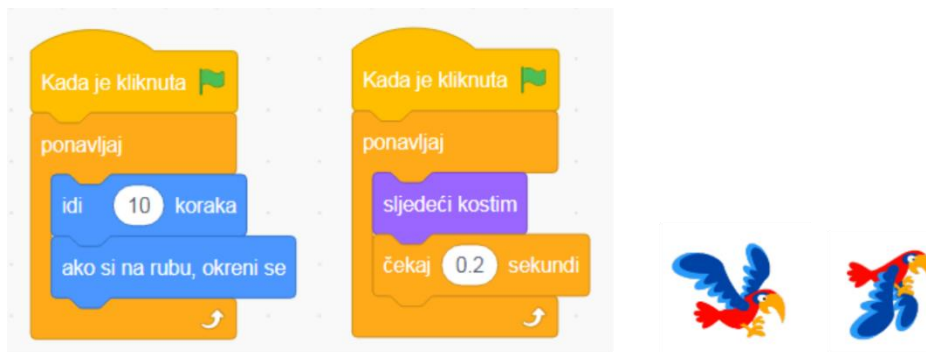 Kada je kliknuta
ponavljaj
idi 10 koraka
ako si na rubu, okreni se
Kada je kliknuta
ponavljaj
sljedeći kostim
čekaj 0.2 sekundi